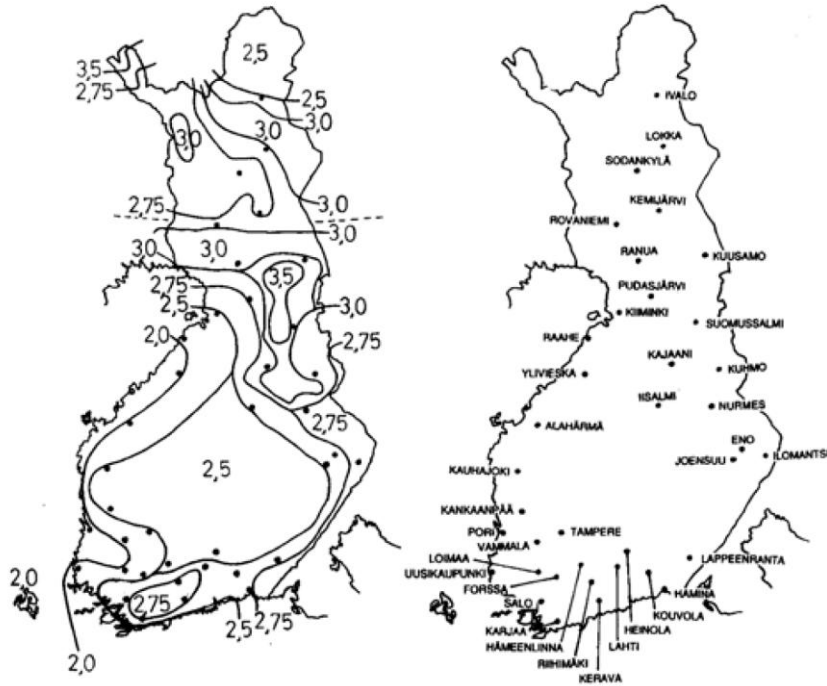 2,5
3,5
2,75
2,5
3,0
3,0
3,0
2,75
3,0
3,0
3,0
3,0
2,75
3,5
2,5
3,0
2,0
2,75
2,75
2,5
2,0
2,75
2,5
2,75
2,0
IVALO
LOKKA
SODANKYLÄ
KEMIJÄRVI
ROVANIEMI
RANUA
KUUSAMO
PUDASJÄRVI
KIIMINKI
SUOMUSSALMI
RAAHE
KAJAANI
KUHMO
YLIVIESKA
IISALMI
NURMES
ALAHÄRMÄ
ENO
JOENSUU
ILOMANTSI
KAUHAJOKI
KANKAANPÄÄ
PORI
TAMPERE
VAMMALA
LOIMAA
LAPPEENRANTA
UUSIKAUPUNKI
FORSSA
HAMINA
SALO
KOUVOLA
KARJAA
HEINOLA
HÄMEENLINNA
LAHTI
RIIHIMÄKI
KERAVA